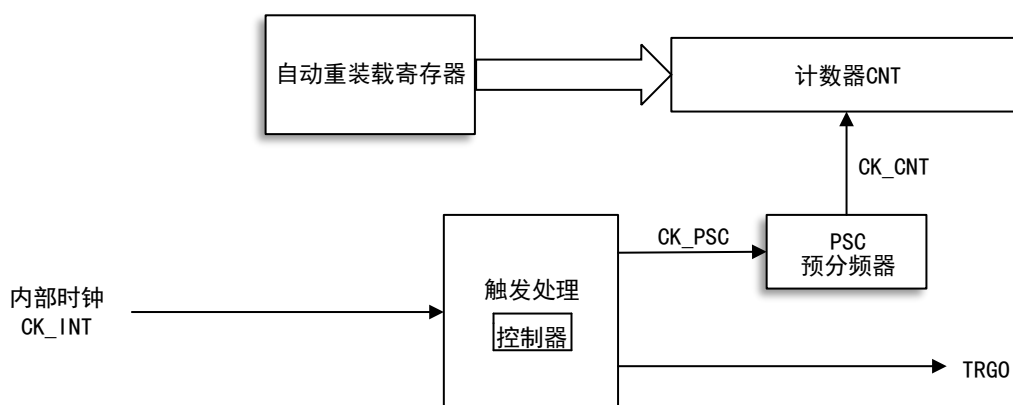 自动重装载寄存器
计数器CNT
CK_CNT
CK_PSC
PSC
预分频器
内部时钟
CK_INT
触发处理
控制器
TRGO